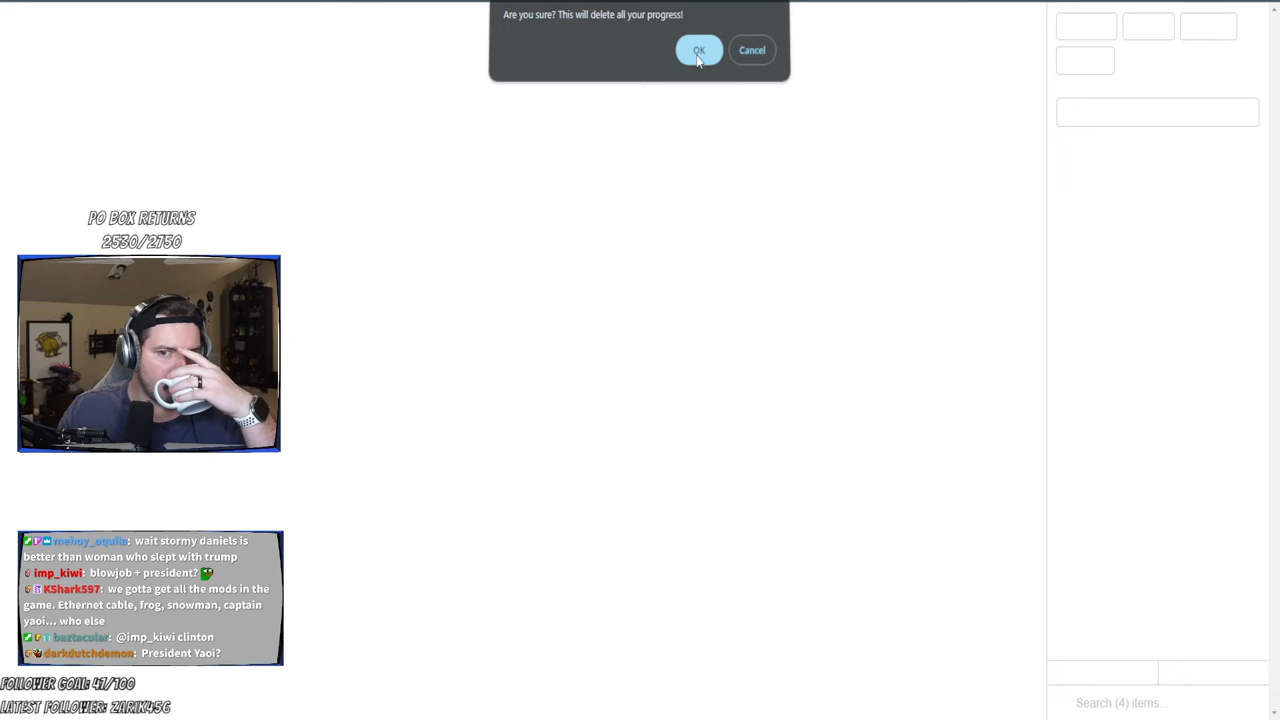 Are you sure? This will delete all your progress!
OK
Cancel
PO BOX RETURNS
2530/2750
mehoy_aquila: wait stormy daniels is
better than woman who slept with trump
imp_kiwi: blowjob + president?
KShark597: we gotta get all the mods in the
game. Ethernet cable, frog, snowman, captain
yaoi... who else
baztacular: @imp_kiwi clinton
darkdutchdemon: President Yaoi?
FOLLOWER GOAL: 47/100
LATEST FOLLOWER: ZARIK456
Search (4) items...